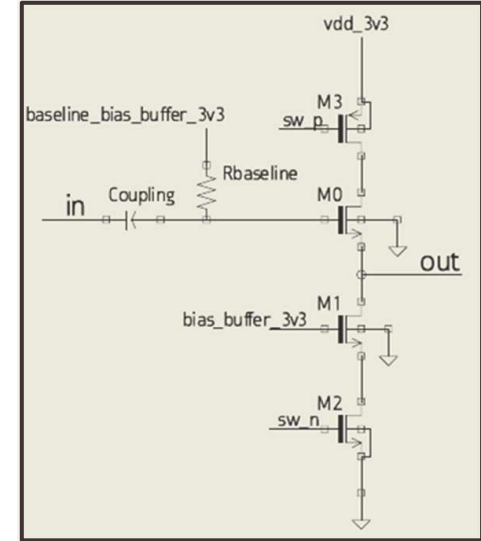 vdd_3v3
M3
baseline_bias_buffer_3v3
sw_p
Rbaseline
Coupling
M0
in
out
M1
bias_buffer_3v3
M2
sw_n